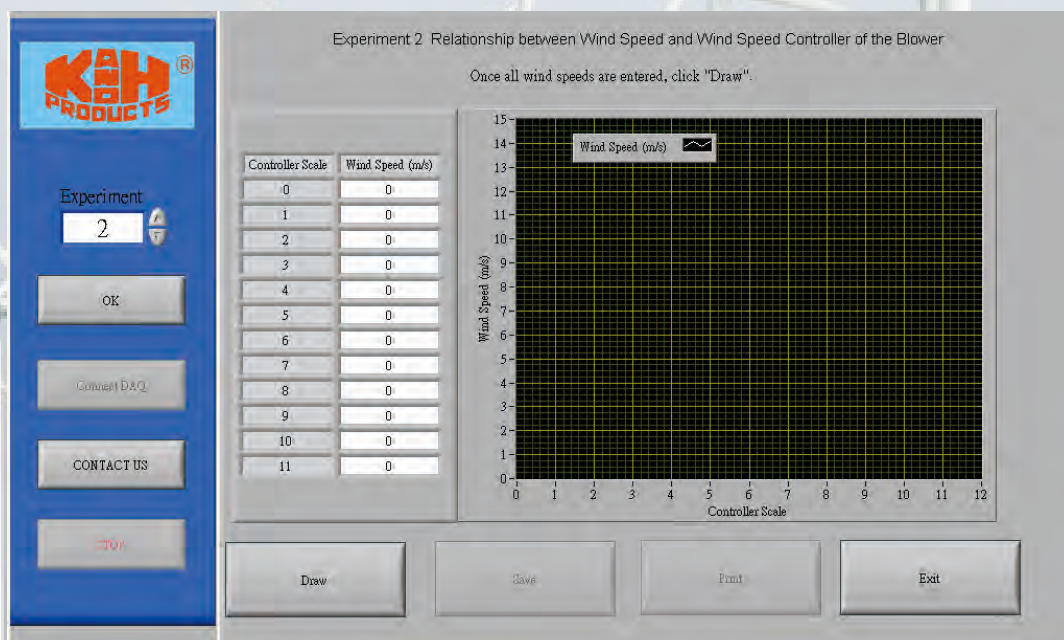 Experiment 2 Relationship between Wind Speed and Wind Speed Controller of the Blower
Once all wind speeds are entered, click "Draw".
K AND H ®
PRODUCTS
Experiment
2
OK
Connect DAQ
CONTACT US
STOP
Controller Scale Wind Speed (m/s)
0 0
1 0
2 0
3 0
4 0
5 0
6 0
7 0
8 0
9 0
10 0
11 0
Wind Speed (m/s)
15
14
13
12
11
10
9
8
7
6
5
4
3
2
1
0
Wind Speed (m/s)
0 1 2 3 4 5 6 7 8 9 10 11 12
Controller Scale
Draw Save Print Exit